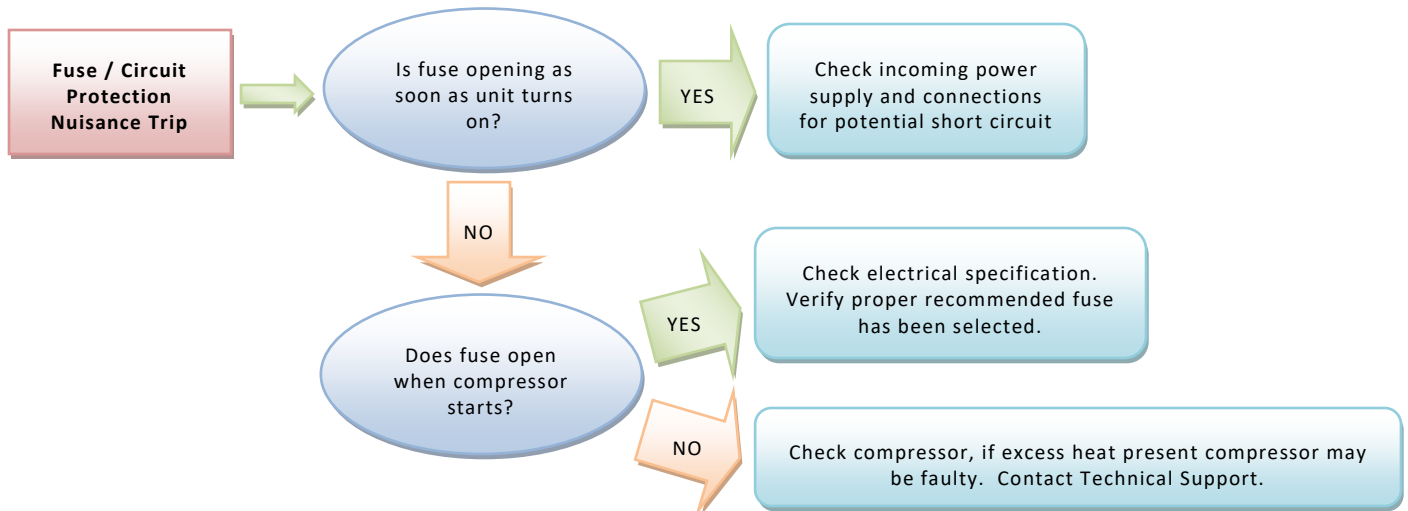 Fuse / Circuit
Protection
Nuisance Trip
Is fuse opening as
soon as unit turns
on?
YES
Check incoming power
supply and connections
for potential short circuit
NO
Does fuse open
when compressor
starts?
YES
Check electrical specification.
Verify proper recommended fuse
has been selected.
NO
Check compressor, if excess heat present compressor may
be faulty.  Contact Technical Support.